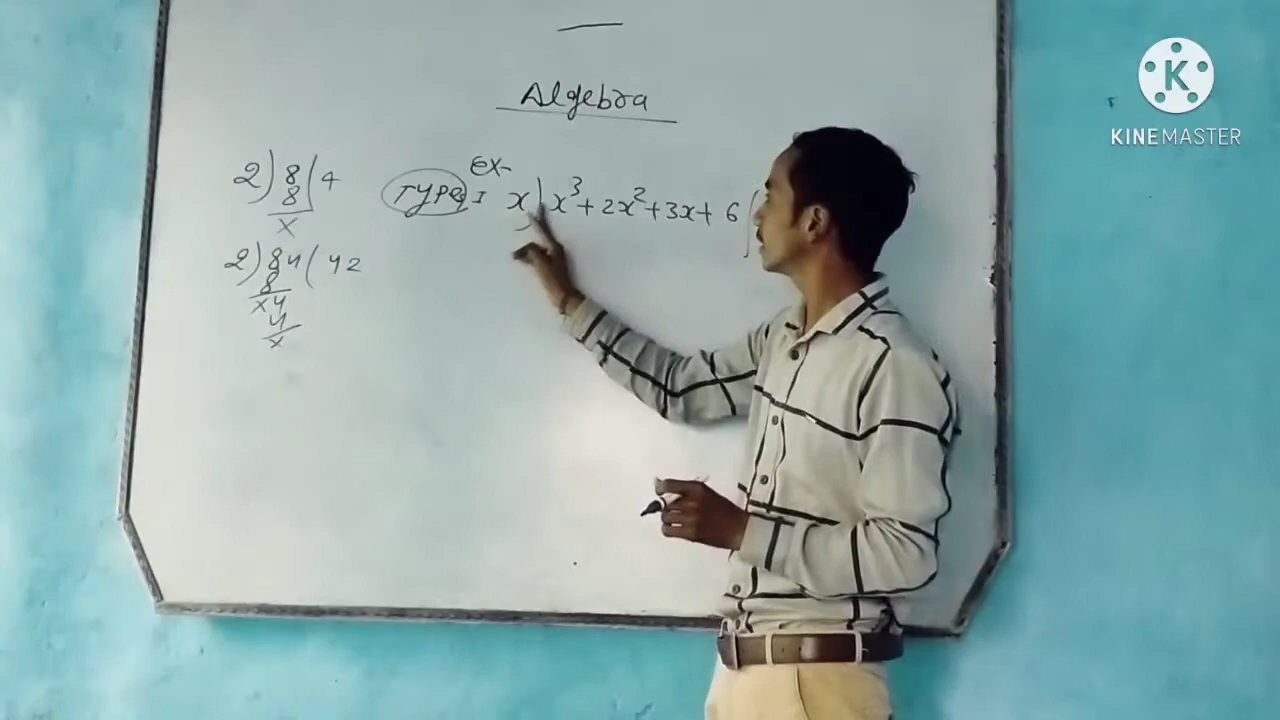 Algebra
2)8(4
8
x
2)84(42
8
x4
4
x
Ex-
Type I x)x³+2x²+3x+6(
K
KINEMASTER